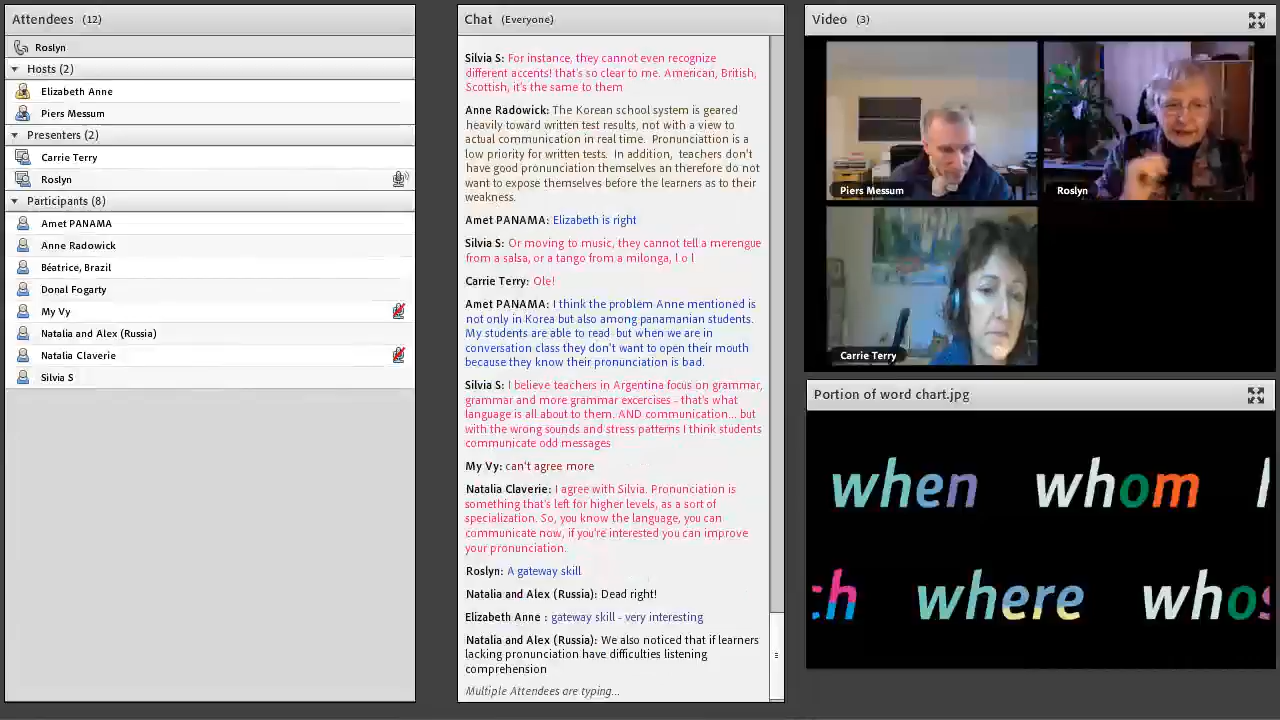 Attendees (12)
Roslyn
Hosts (2)
Elizabeth Anne
Piers Messum
Presenters (2)
Carrie Terry
Roslyn
Participants (8)
Amet PANAMA
Anne Radowick
Béatrice, Brazil
Donal Fogarty
My Vy
Natalia and Alex (Russia)
Natalia Claverie
Silvia S
Chat (Everyone)
Silvia S: For instance, they cannot even recognize
different accents! that's so clear to me. American, British,
Scottish, it's the same to them
Anne Radowick: The Korean school system is geared
heavily toward written test results, not with a view to
actual communication in real time. Pronunciattion is
a low priority for written tests. In addition, teachers don't
have good pronunciation themselves an therefore do not
want to expose themselves before the learners as to their
weakness.
Amet PANAMA: Elizabeth is right
Silvia S: Or moving to music, they cannot tell a merengue
from a salsa, or a tango from a milonga, l o l
Carrie Terry: Ole!
Amet PANAMA: I think the problem Anne mentioned is
not only in Korea but also among panamanian students.
My students are able to read but when we are in
conversation class they don't want to open their mouth
because they know their pronunciation is bad.
Silvia S: I believe teachers in Argentina focus on grammar,
grammar and more grammar excercises - that's what
language is all about to them. AND communication... but
with the wrong sounds and stress patterns I think students
communicate odd messages
My Vy: can't agree more
Natalia Claverie: I agree with Silvia. Pronunciation is
something that's left for higher levels, as a sort of
specialization. So, you know the language, you can
communicate now, if you're interested you can improve
your pronunciation.
Roslyn: A gateway skill
Natalia and Alex (Russia): Dead right!
Elizabeth Anne : gateway skill - very interesting
Natalia and Alex (Russia): We also noticed that if learners
lacking pronunciation have difficulties listening
comprehension
Multiple Attendees are typing...
Video (3)
Piers Messum
Roslyn
Carrie Terry
Portion of word chart.jpg
when whom
ch where whos